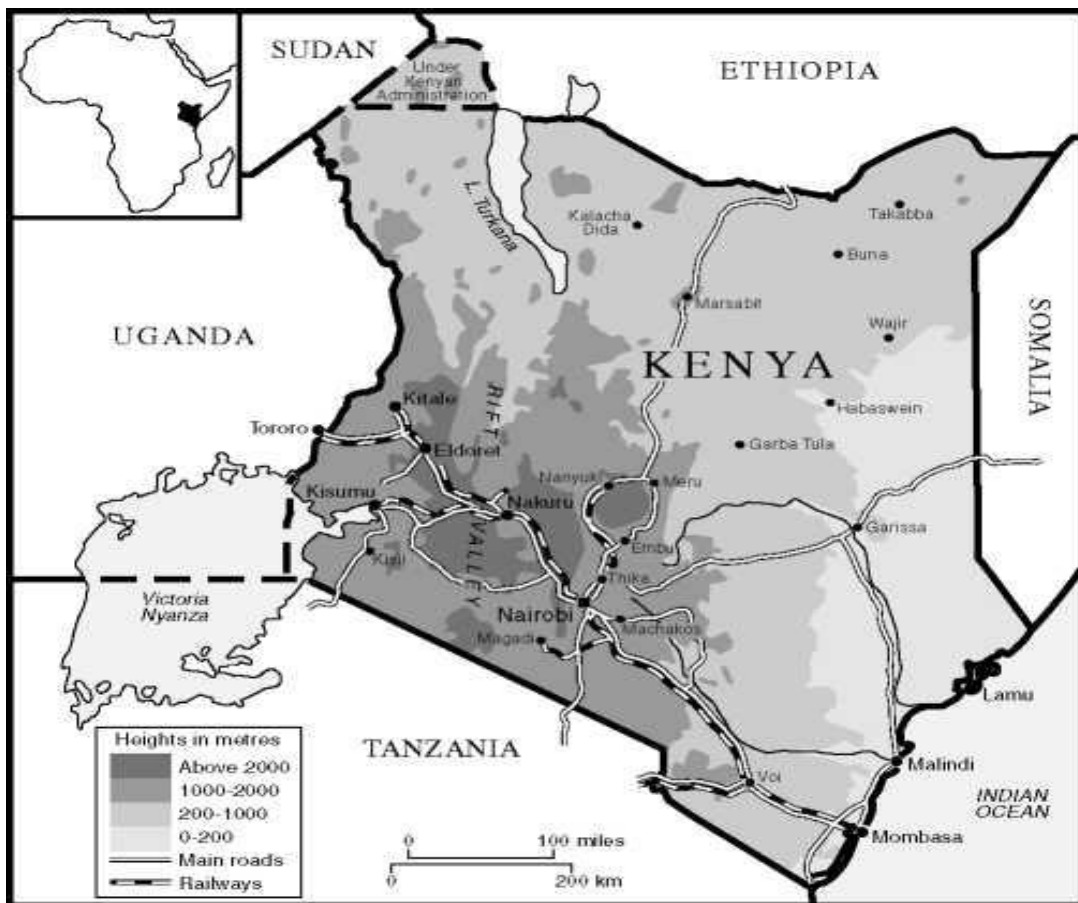 SUDAN
ETHIOPIA
Under
Kenyan
Administration
L. Turkana
Kalacha
Dida
Takabba
Buna
Marsabit
Wajir
UGANDA
SOMALIA
KENYA
RIFT
Kitale
Habaswein
Tororo
Eldoret
Garba Tula
Nanyuki
Meru
Kisumu
Nakuru
Garissa
VALLEY
Embu
Kisii
Thika
Victoria
Nyanza
Nairobi
Machakos
Magadi
Lamu
TANZANIA
Voi
Malindi
INDIAN
OCEAN
Mombasa
Heights in metres
Above 2000
1000-2000
200-1000
0-200
Main roads
Railways
0 100 miles
0 200 km